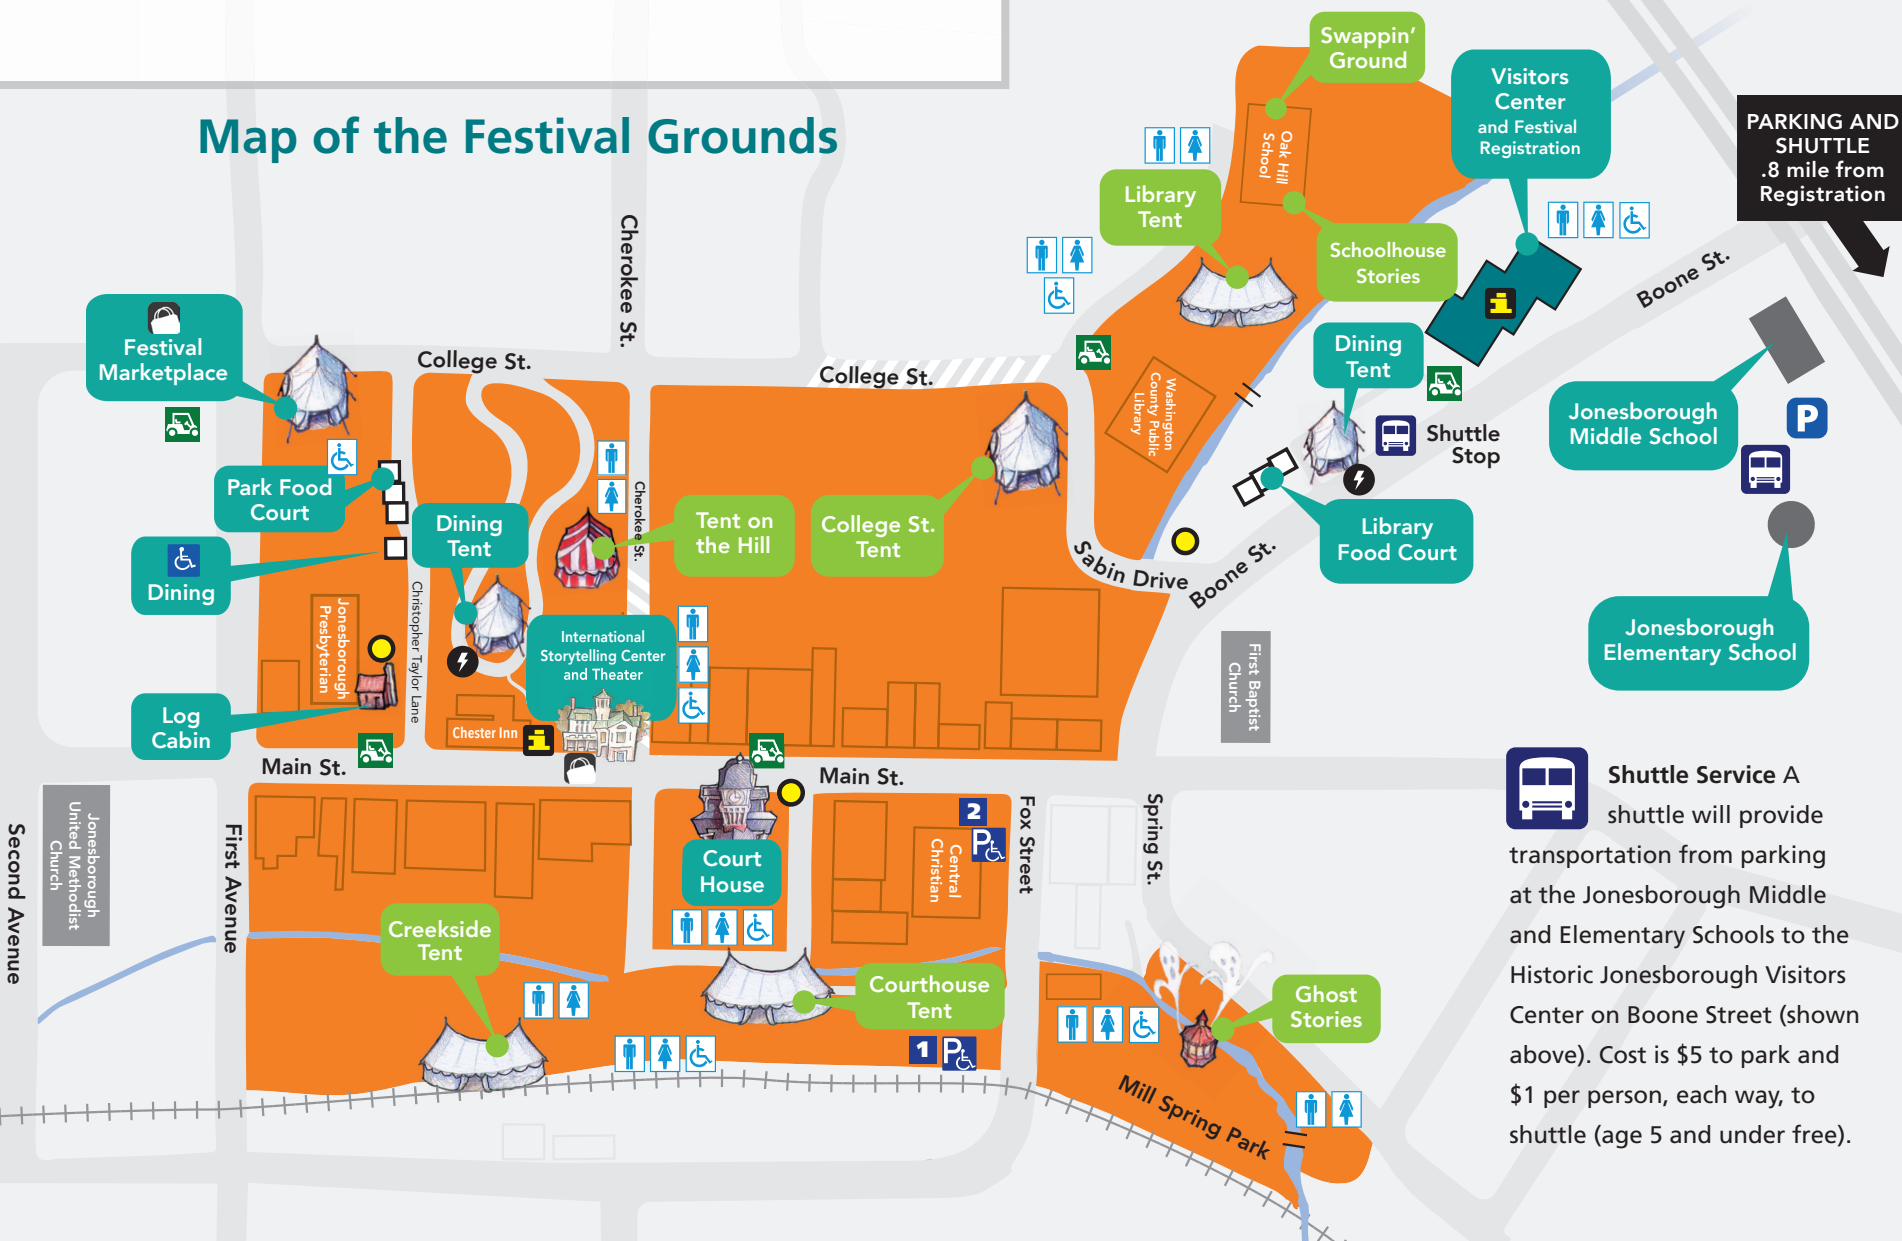 Map of the Festival Grounds
Swappin’
Ground
Visitors
Center
and Festival
Registration
PARKING AND
SHUTTLE
.8 mile from
Registration
Oak Hill
School
Library
Tent
Schoolhouse
Stories
Cherokee St.
Boone St.
Festival
Marketplace
College St.
College St.
Dining
Tent
Washington
County Public
Library
Shuttle
Stop
Jonesborough
Middle School
P
Park Food
Court
Cherokee St.
Dining
Tent
Tent on
the Hill
College St.
Tent
Library
Food Court
Sabin Drive
Boone St.
Dining
Jonesborough
Presbyterian
Christopher Taylor Lane
International
Storytelling Center
and Theater
First Baptist
Church
Jonesborough
Elementary School
Log
Cabin
Chester Inn
i
i
Main St.
Main St.
Second Avenue
Jonesborough
United Methodist
Church
First Avenue
Court
House
2
P
Central
Christian
Fox Street
Spring St.
Creekside
Tent
Courthouse
Tent
1
P
Ghost
Stories
Mill Spring Park
Shuttle Service A
shuttle will provide
transportation from parking
at the Jonesborough Middle
and Elementary Schools to the
Historic Jonesborough Visitors
Center on Boone Street (shown
above). Cost is $5 to park and
$1 per person, each way, to
shuttle (age 5 and under free).